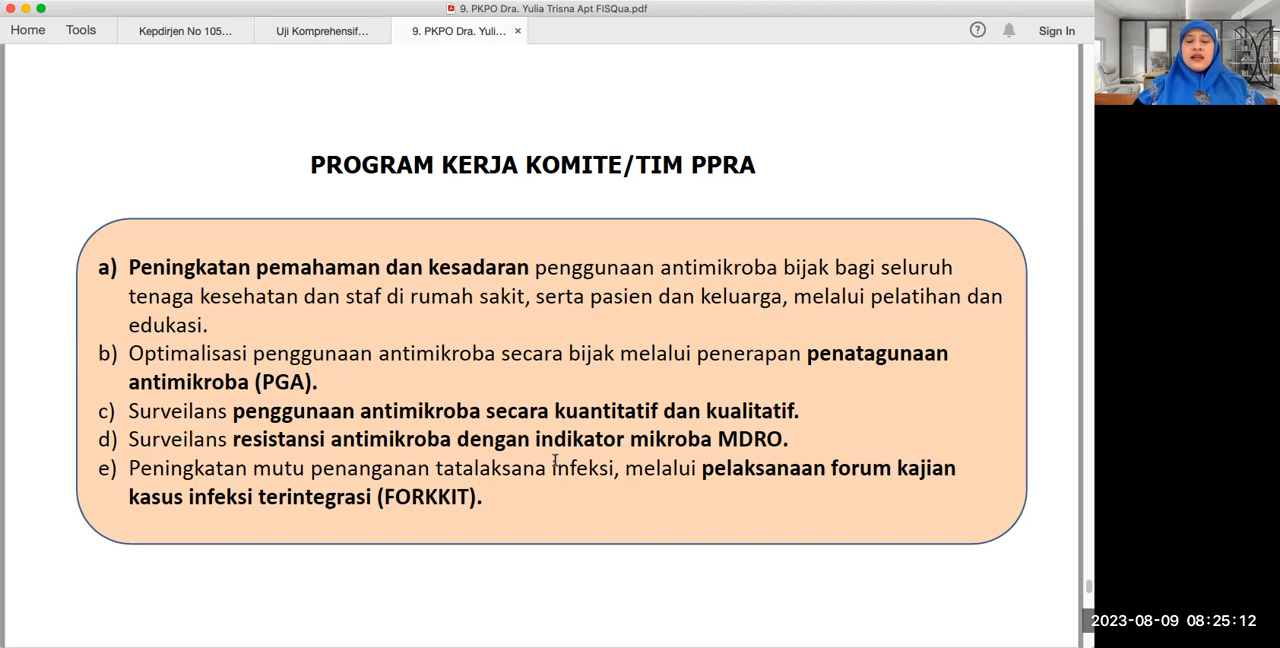 9. PKPO Dra. Yulia Trisna Apt FISQua.pdf
Home Tools Kepdirjen No 105... Uji Komprehensif... 9. PKPO Dra. Yuli... × ? Sign In
PROGRAM KERJA KOMITE/TIM PPRA
a) Peningkatan pemahaman dan kesadaran penggunaan antimikroba bijak bagi seluruh
tenaga kesehatan dan staf di rumah sakit, serta pasien dan keluarga, melalui pelatihan dan
edukasi.
b) Optimalisasi penggunaan antimikroba secara bijak melalui penerapan penatagunaan
antimikroba (PGA).
c) Surveilans penggunaan antimikroba secara kuantitatif dan kualitatif.
d) Surveilans resistansi antimikroba dengan indikator mikroba MDRO.
e) Peningkatan mutu penanganan tatalaksana infeksi, melalui pelaksanaan forum kajian
kasus infeksi terintegrasi (FORKKIT).
2023-08-09 08:25:12